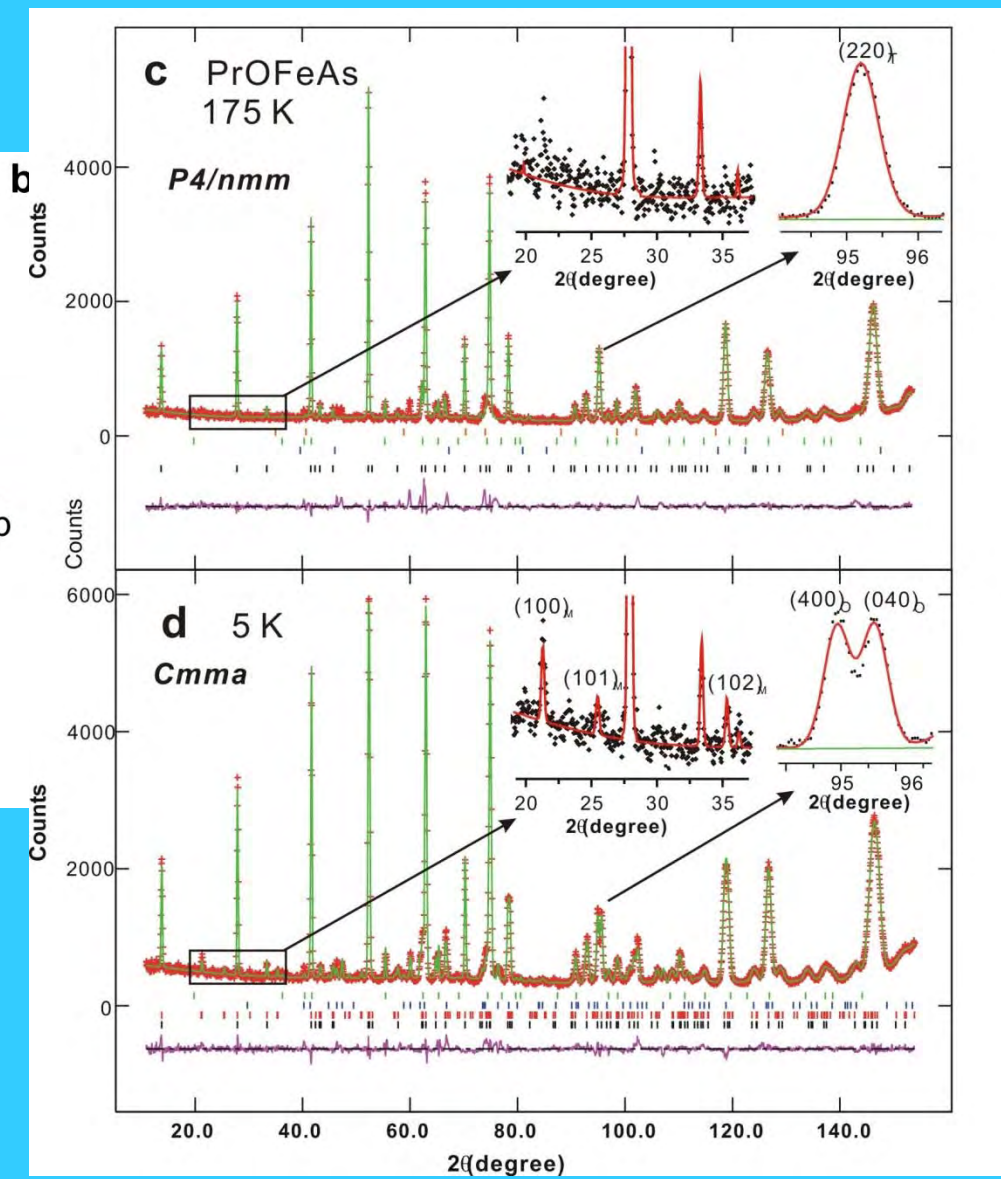 b
c PrOFeAs
175 K
P4/nmm
(220)T
4000
2000
0
Counts
20 25 30 35
2θ(degree)
95 96
2θ(degree)
Counts
6000
4000
2000
0
Counts
d 5 K
Cmma
(100)M
(101)M
(102)M
(400)O (040)O
20 25 33 35
2θ(degree)
95 96
2θ(degree)
20.0 40.0 60.0 80.0 100.0 120.0 140.0
2θ(degree)